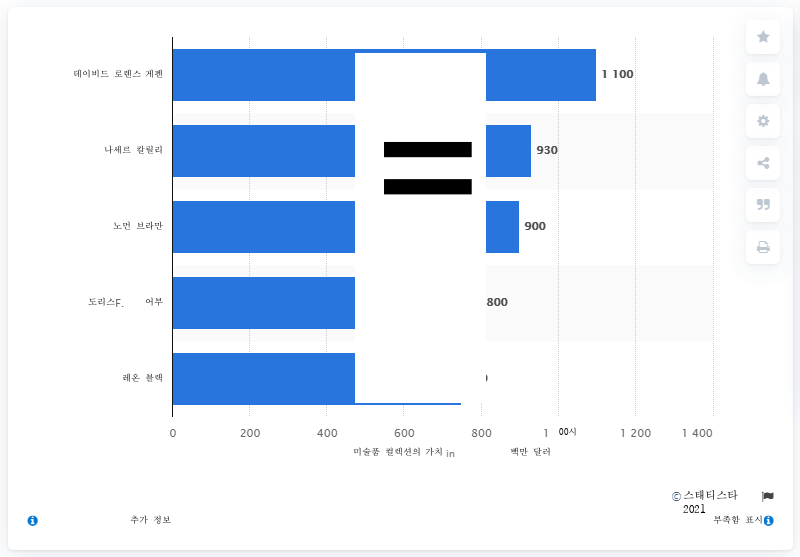 데이비드 로렌스 게펜
1 100
나세르 칼릴리
930
노먼 브라만
900
도리스F. 어부
800
레온 블랙
0 200 400 600 800 1 00시 1 200 1 400
미술품 컬렉션의 가치 in 백만 달러
© 스태티스타
2021
추가 정보
부족함 표시